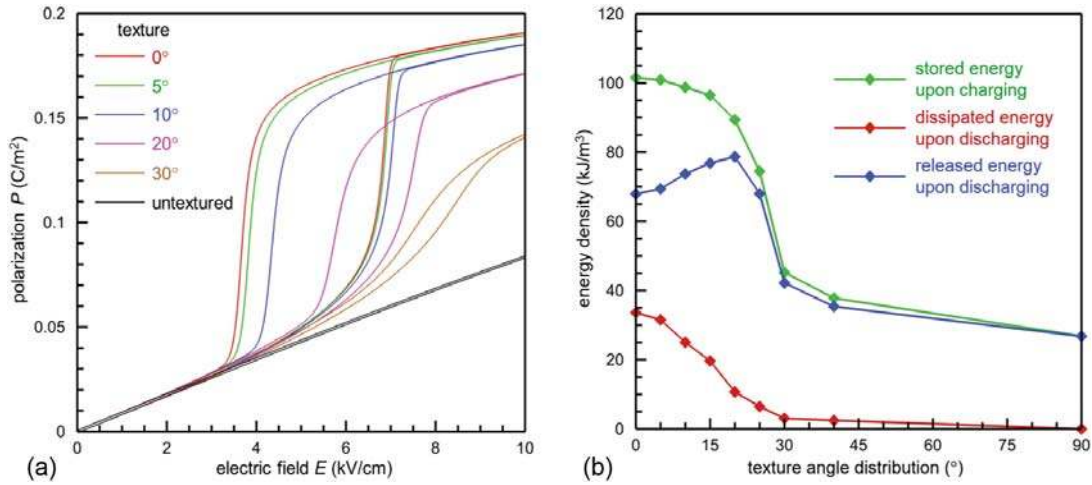 0.2
0.15
0.1
0.05
0
polarization P (C/m²)
texture
0°
5°
10°
20°
30°
untextured
0 2 4 6 8 10
(a) electric field E (kV/cm)
120
100
80
60
40
20
0
energy density (kJ/m³)
stored energy
upon charging
dissipated energy
upon discharging
released energy
upon discharging
0 15 30 45 60 75 90
(b) texture angle distribution (°)